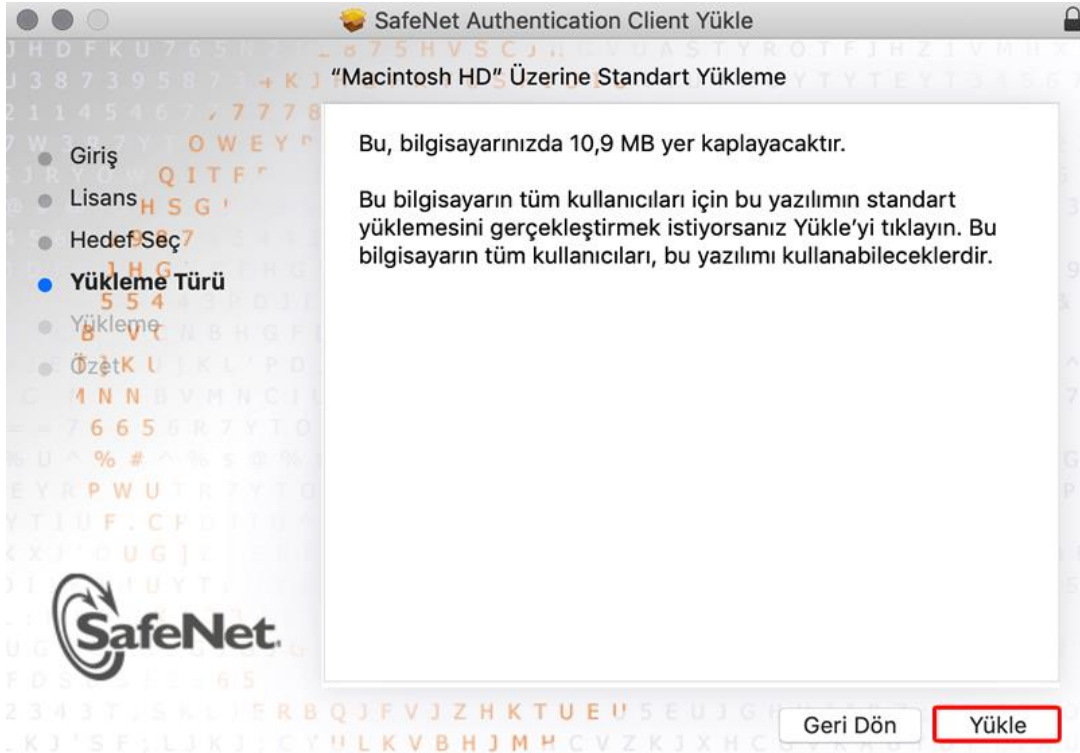 SafeNet Authentication Client Yükle
“Macintosh HD” Üzerine Standart Yükleme
Giriş
Lisans
Hedef Seç
Yükleme Türü
Yükleme
Özet
Bu, bilgisayarınızda 10,9 MB yer kaplayacaktır.
Bu bilgisayarın tüm kullanıcıları için bu yazılımın standart
yüklemesini gerçekleştirmek istiyorsanız Yükle’yi tıklayın. Bu
bilgisayarın tüm kullanıcıları, bu yazılımı kullanabileceklerdir.
SafeNet.
Geri Dön
Yükle